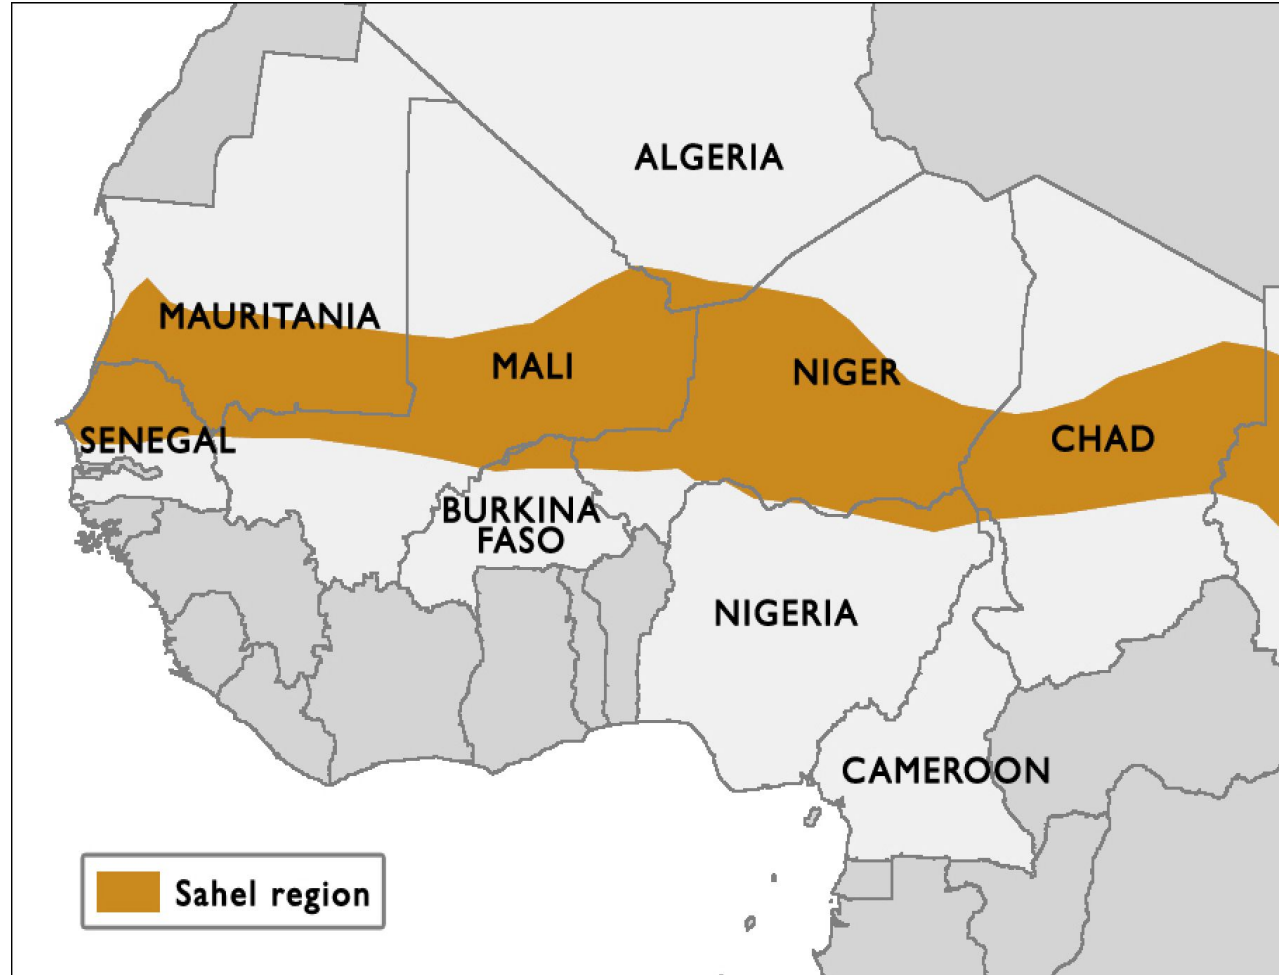 ALGERIA
MAURITANIA
MALI
NIGER
SENEGAL
CHAD
BURKINA
FASO
NIGERIA
CAMEROON
Sahel region